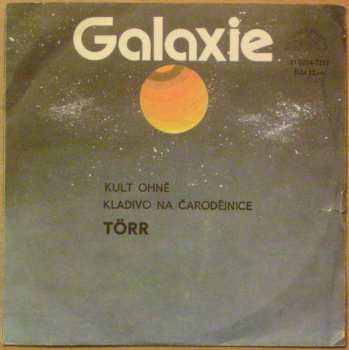 Galaxie
KULT OHNĚ
KLADIVO NA ČARODĚJNICE
TÖRR